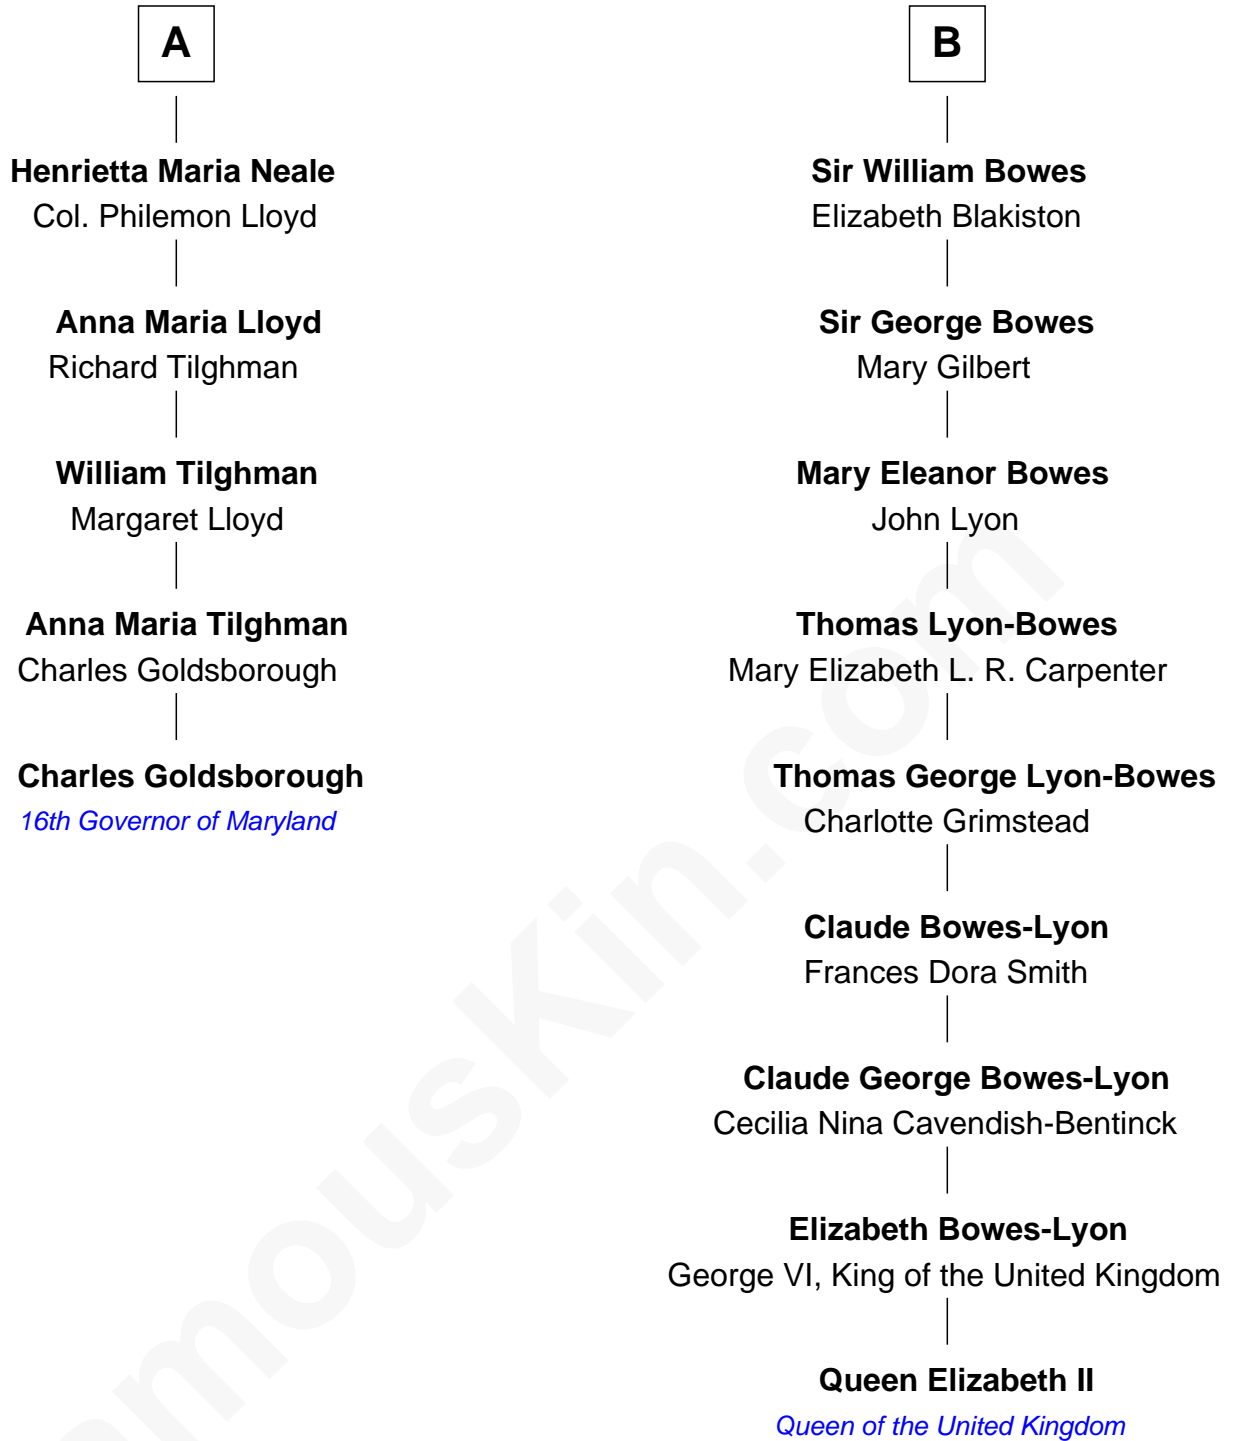 A
Henrietta Maria Neale
Col. Philemon Lloyd
Anna Maria Lloyd
Richard Tilghman
William Tilghman
Margaret Lloyd
Anna Maria Tilghman
Charles Goldsborough
Charles Goldsborough
16th Governor of Maryland
B
Sir William Bowes
Elizabeth Blakiston
Sir George Bowes
Mary Gilbert
Mary Eleanor Bowes
John Lyon
Thomas Lyon-Bowes
Mary Elizabeth L. R. Carpenter
Thomas George Lyon-Bowes
Charlotte Grimstead
Claude Bowes-Lyon
Frances Dora Smith
Claude George Bowes-Lyon
Cecilia Nina Cavendish-Bentinck
Elizabeth Bowes-Lyon
George VI, King of the United Kingdom
Queen Elizabeth II
Queen of the United Kingdom
amousKin.com